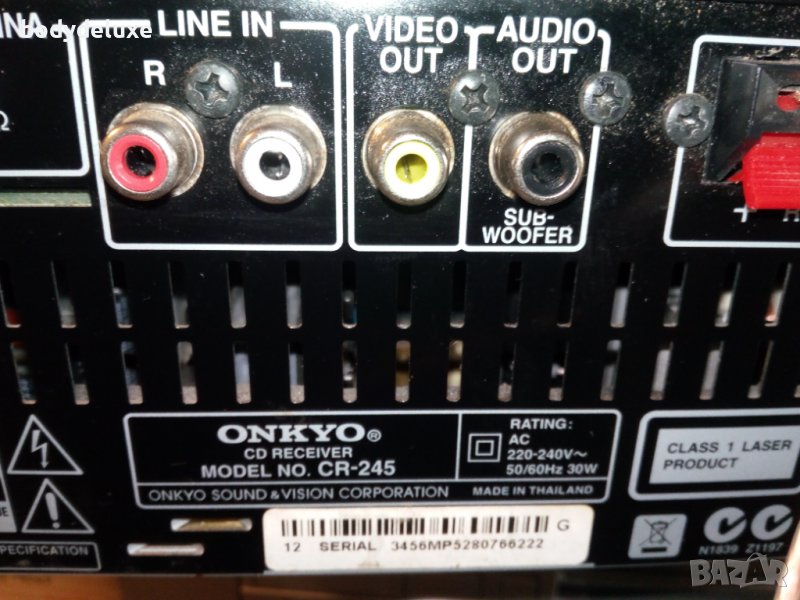 NNA
bodydeluxe
LINE IN
R
L
VIDEO
OUT
AUDIO
OUT
Ω
SUB-
WOOFER
+
ONKYO®
CD RECEIVER
MODEL NO. CR-245
ONKYO SOUND & VISION CORPORATION
RATING:
AC
220-240V~
50/60Hz 30W
MADE IN THAILAND
CLASS 1 LASER
PRODUCT
SPECIFICATION
12 SERIAL 3456MP5280766222
G
N1839
Z1197
BAZAR